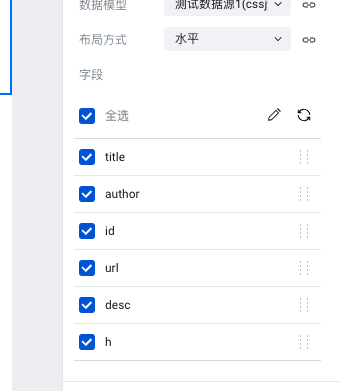 数据模型 测试数据源1(cssj
布局方式 水平
字段
全选
title
author
id
url
desc
h